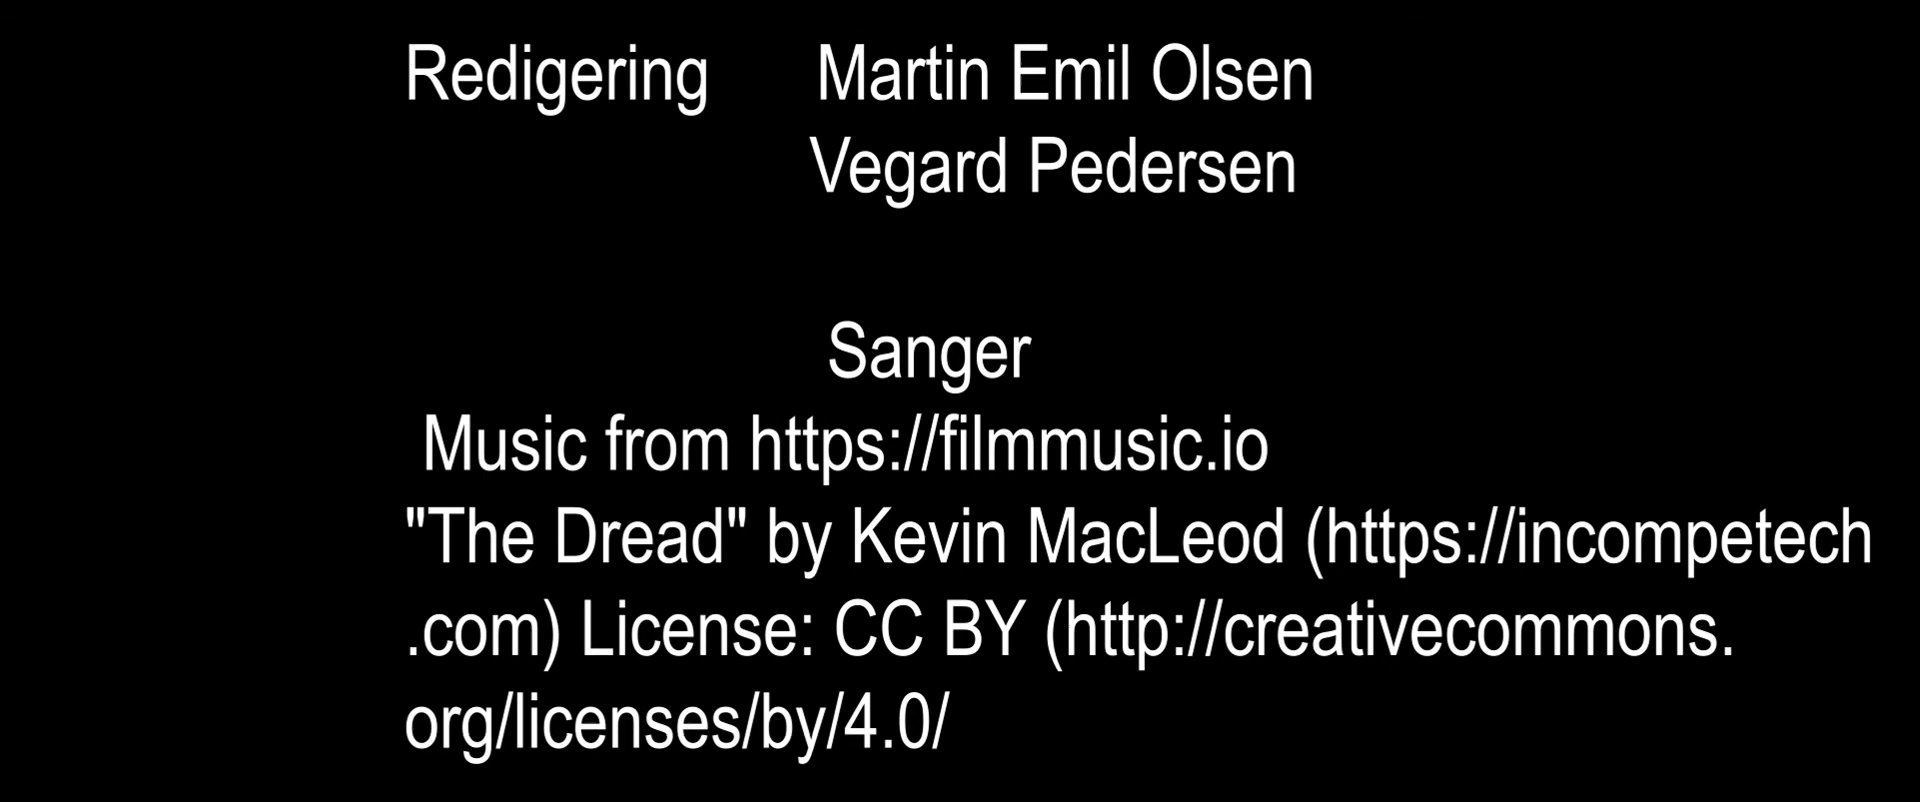 Redigering Martin Emil Olsen
Vegard Pedersen
Sanger
Music from https://filmmusic.io
"The Dread" by Kevin MacLeod (https://incompetech
.com) License: CC BY (http://creativecommons.
org/licenses/by/4.0/